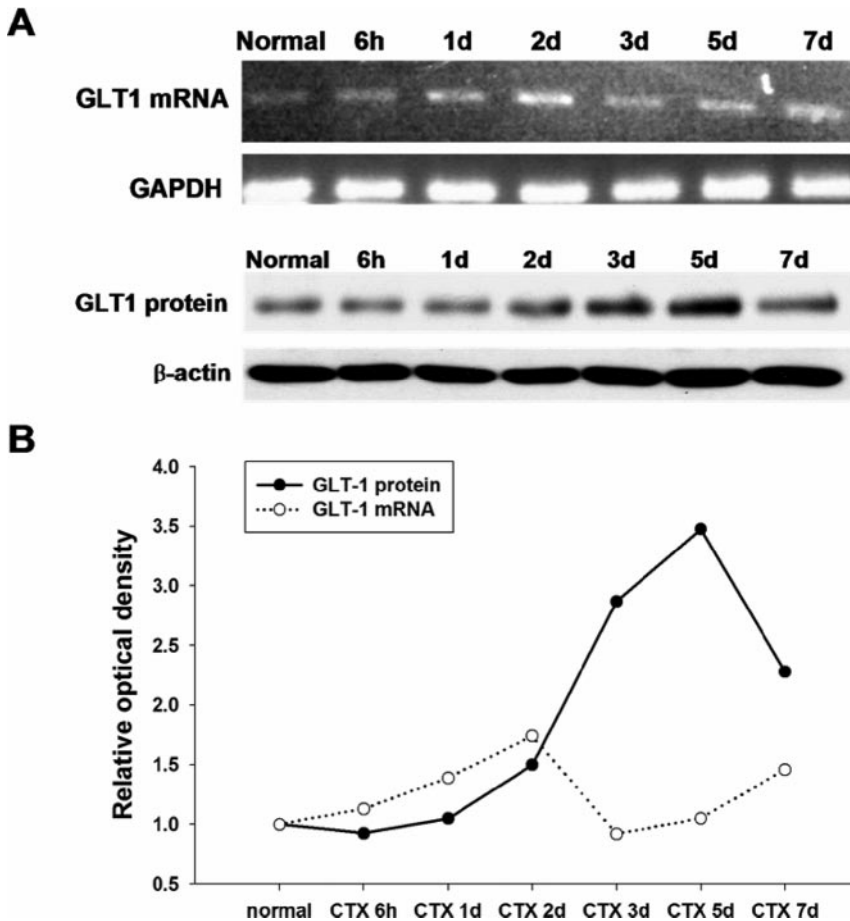 A
Normal 6h 1d 2d 3d 5d 7d
GLT1 mRNA
GAPDH
Normal 6h 1d 2d 3d 5d 7d
GLT1 protein
β-actin
B
4.0
GLT-1 protein
GLT-1 mRNA
3.5
3.0
2.5
2.0
1.5
1.0
0.5
Relative optical density
normal CTX 6h CTX 1d CTX 2d CTX 3d CTX 5d CTX 7d